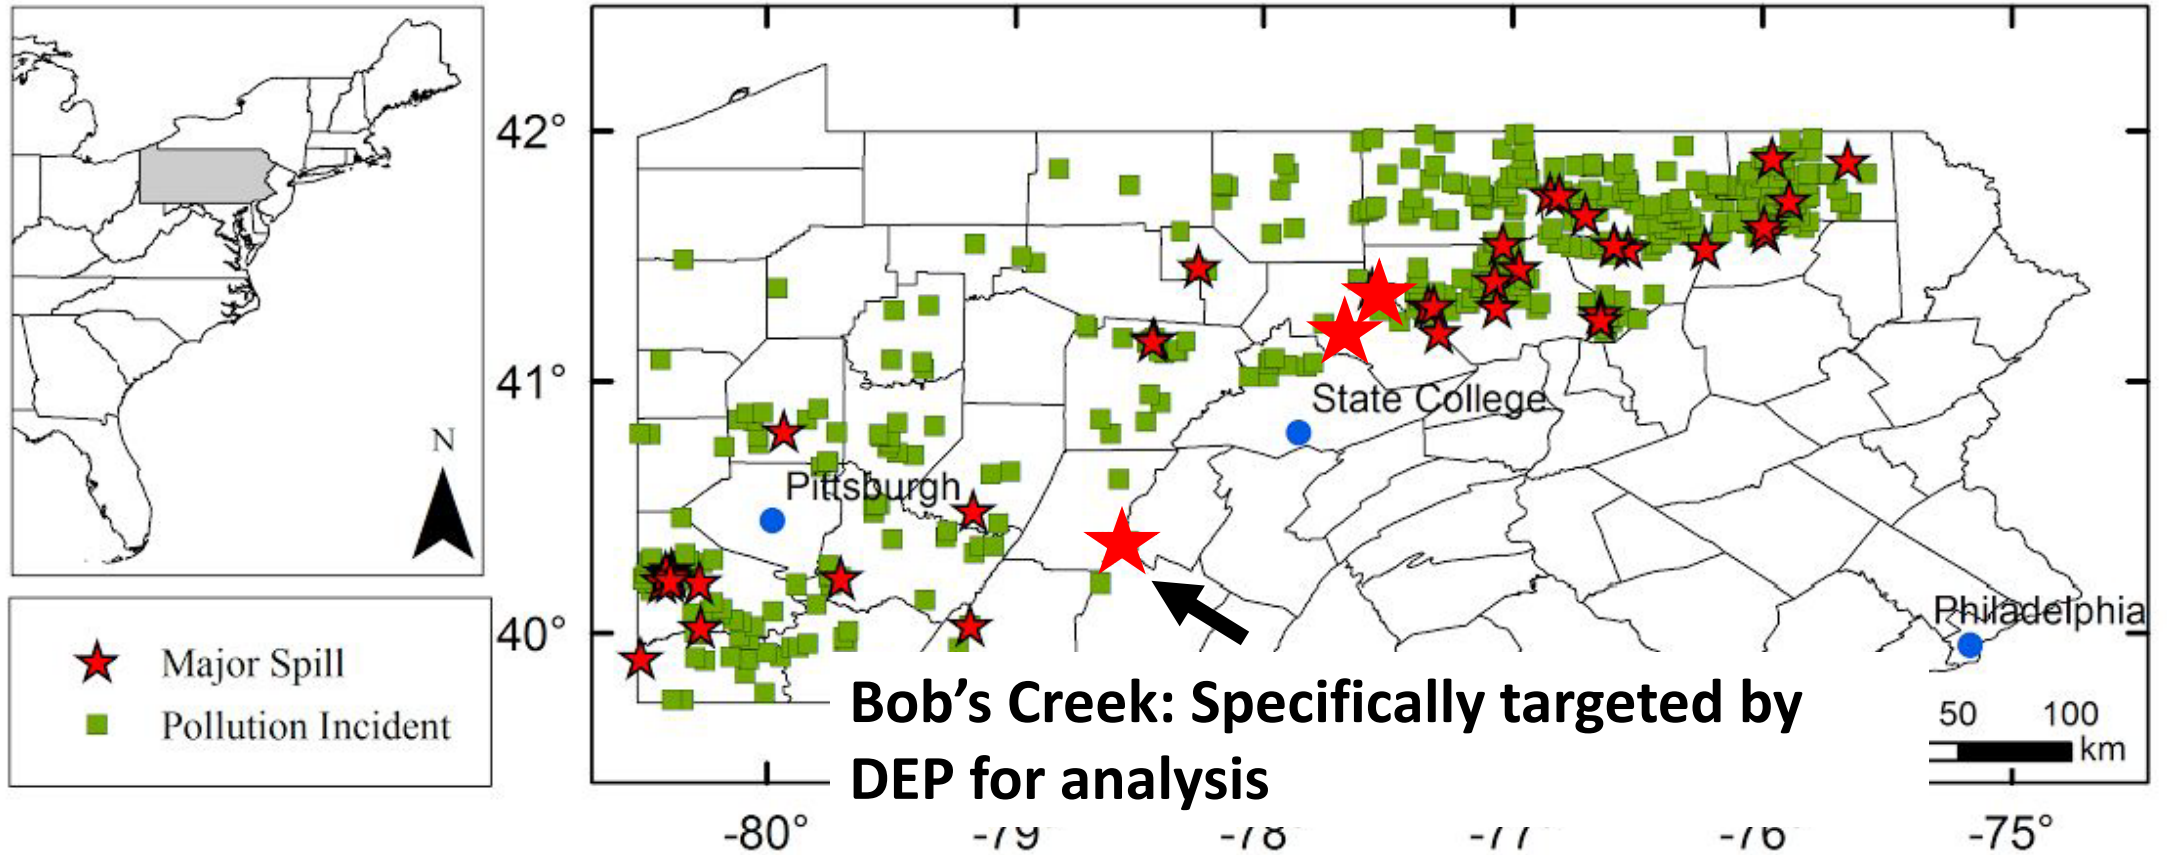 N
Major Spill
Pollution Incident
42°
41°
40°
State College
Pittsburgh
Philadelphia
Bob’s Creek: Specifically targeted by
DEP for analysis
50 100
km
-80° -79° -78° -77° -76° -75°